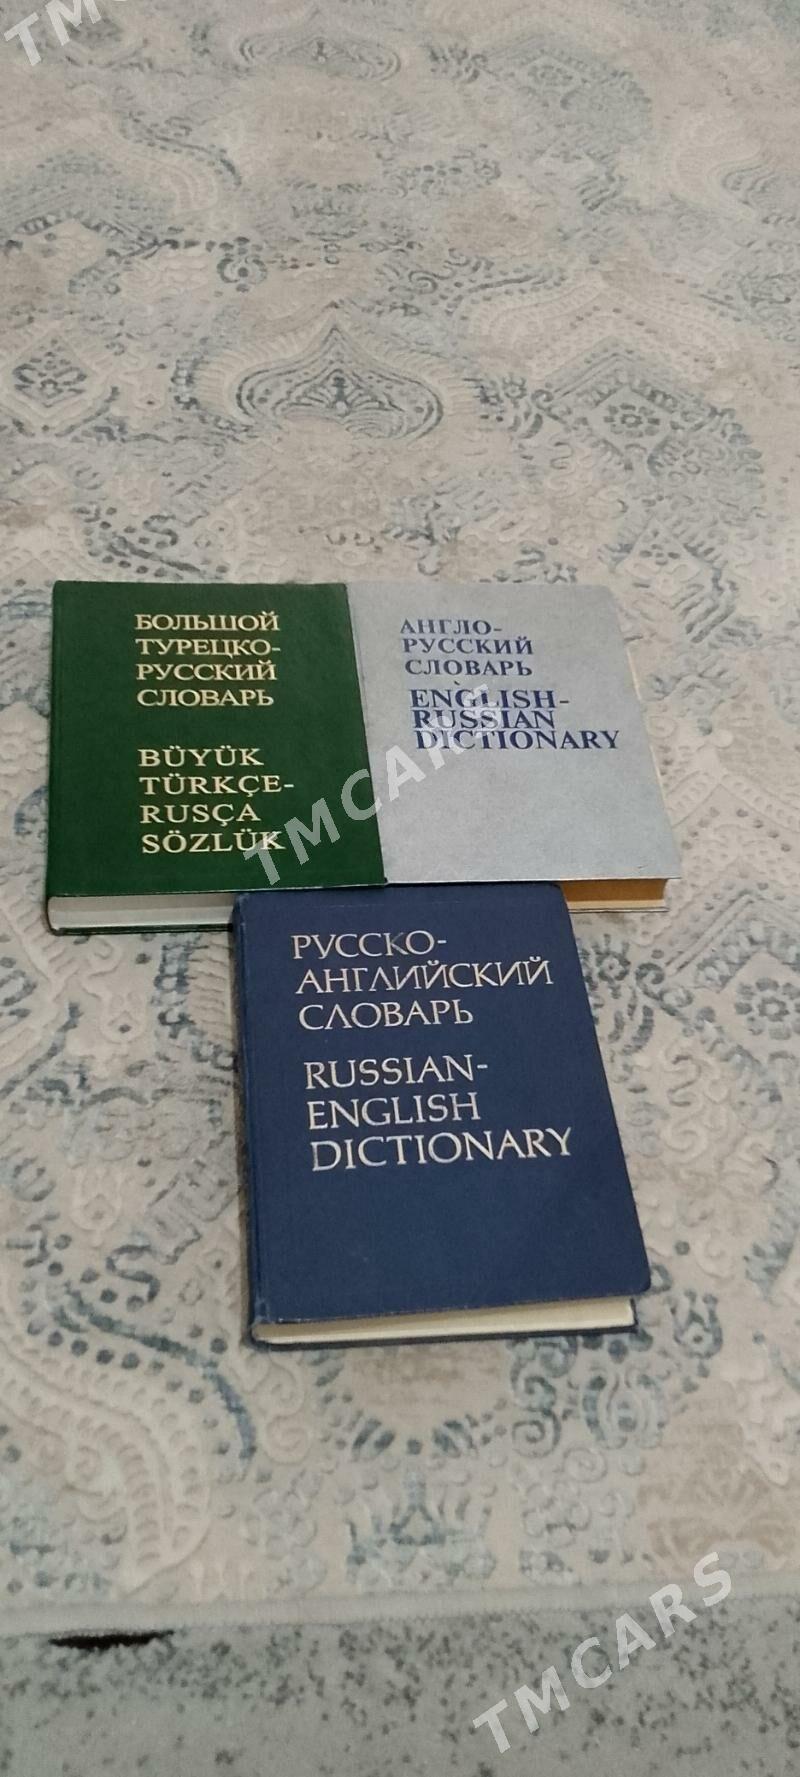 TMCARS
БОЛЬШОЙ
ТУРЕЦКО-
РУССКИЙ
СЛОВАРЬ
BÜYÜK
TÜRKÇE-
RUSÇA
SÖZLÜK
АНГЛО-
РУССКИЙ
СЛОВАРЬ
ENGLISH-
RUSSIAN
DICTIONARY
TMCARS
РУССКО-
АНГЛИЙСКИЙ
СЛОВАРЬ
RUSSIAN-
ENGLISH
DICTIONARY
TMCARS